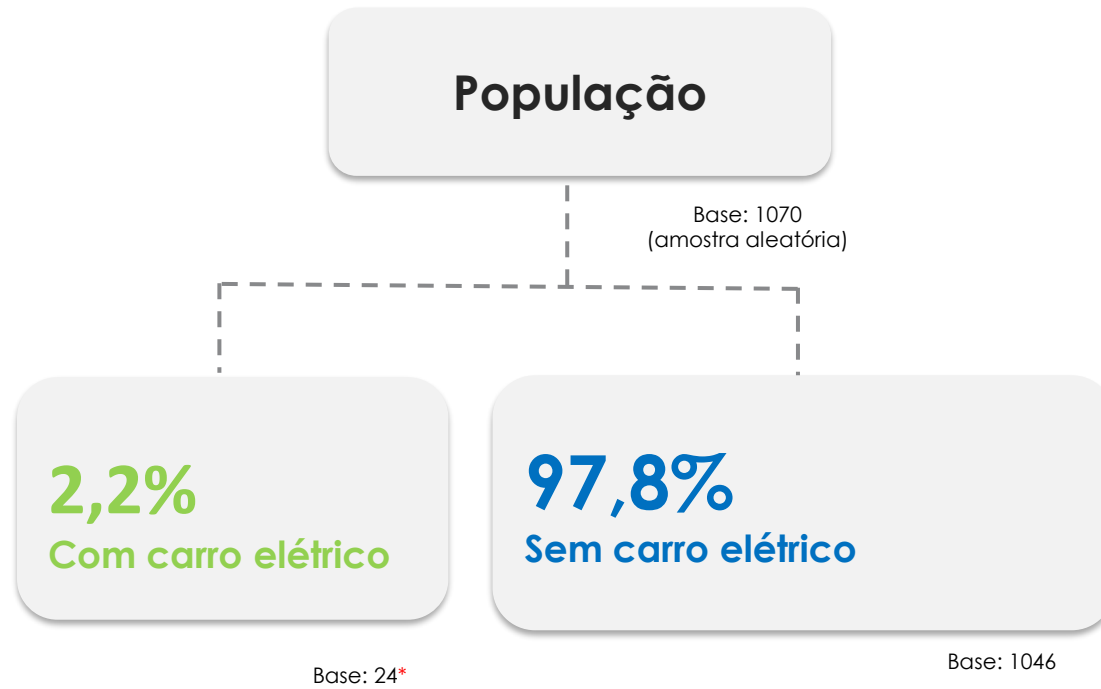 População
Base: 1070
(amostra aleatória)
2,2%
Com carro elétrico
97,8%
Sem carro elétrico
Base: 24*
Base: 1046